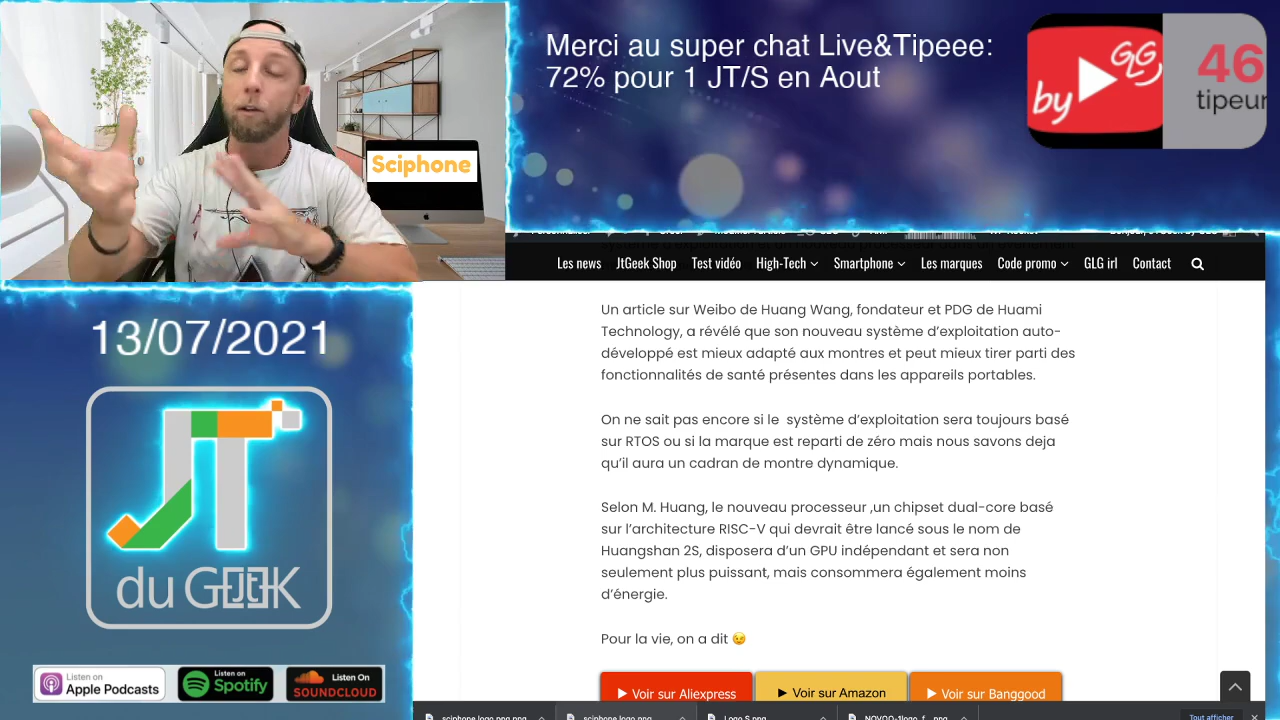 Sciphone
Merci au super chat Live&Tipeee:
72% pour 1 JT/S en Aout
by GLG
46
tipeur
Les news JtGeek Shop Test vidéo High-Tech Smartphone Les marques Code promo GLG irl Contact
13/07/2021
JT
du GEEK
Jt
Listen on
Apple Podcasts
Listen on
Spotify
Listen On
SOUNDCLOUD
Un article sur Weibo de Huang Wang, fondateur et PDG de Huami
Technology, a révélé que son nouveau système d’exploitation auto-
développé est mieux adapté aux montres et peut mieux tirer parti des
fonctionnalités de santé présentes dans les appareils portables.
On ne sait pas encore si le système d’exploitation sera toujours basé
sur RTOS ou si la marque est reparti de zéro mais nous savons deja
qu’il aura un cadran de montre dynamique.
Selon M. Huang, le nouveau processeur ,un chipset dual-core basé
sur l’architecture RISC-V qui devrait être lancé sous le nom de
Huangshan 2S, disposera d’un GPU indépendant et sera non
seulement plus puissant, mais consommera également moins
d’énergie.
Pour la vie, on a dit 😉
▶ Voir sur Aliexpress ▶ Voir sur Amazon ▶ Voir sur Banggood
Tout afficher